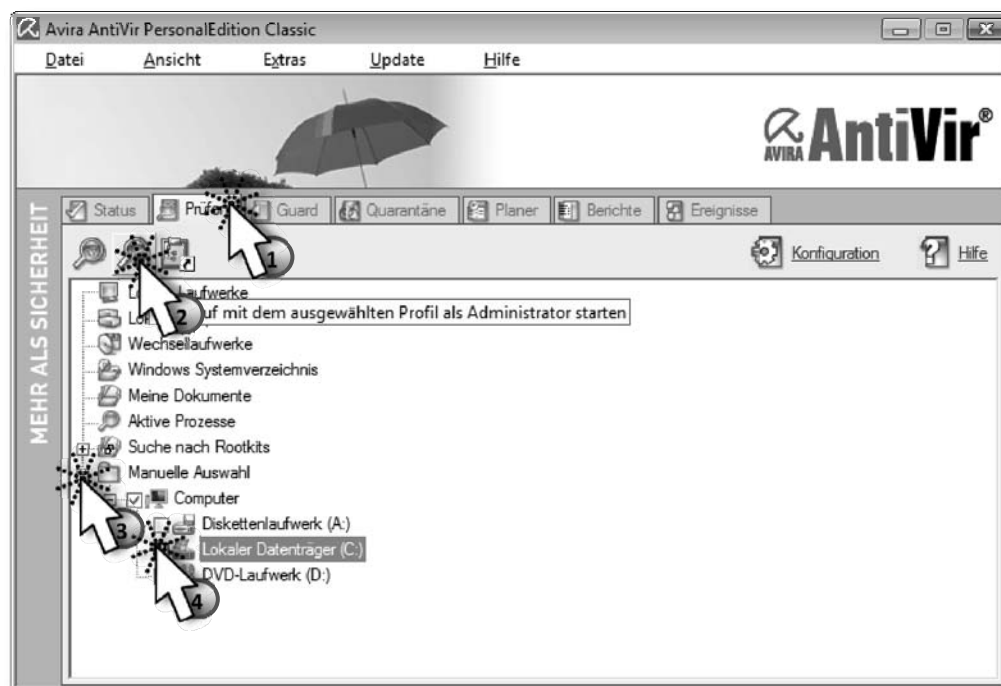 Avira AntiVir PersonalEdition Classic
Datei Ansicht Extras Update Hilfe
AVIRA AntiVir®
MEHR ALS SICHERHEIT
Status Prüfen Guard Quarantäne Planer Berichte Ereignisse
1
Konfiguration Hilfe
2
mit dem ausgewählten Profil als Administrator starten
Wechsellaufwerke
Windows Systemverzeichnis
Meine Dokumente
Aktive Prozesse
Suche nach Rootkits
Manuelle Auswahl
Computer
3
Diskettenlaufwerk (A:)
Lokaler Datenträger (C:)
DVD-Laufwerk (D:)
4